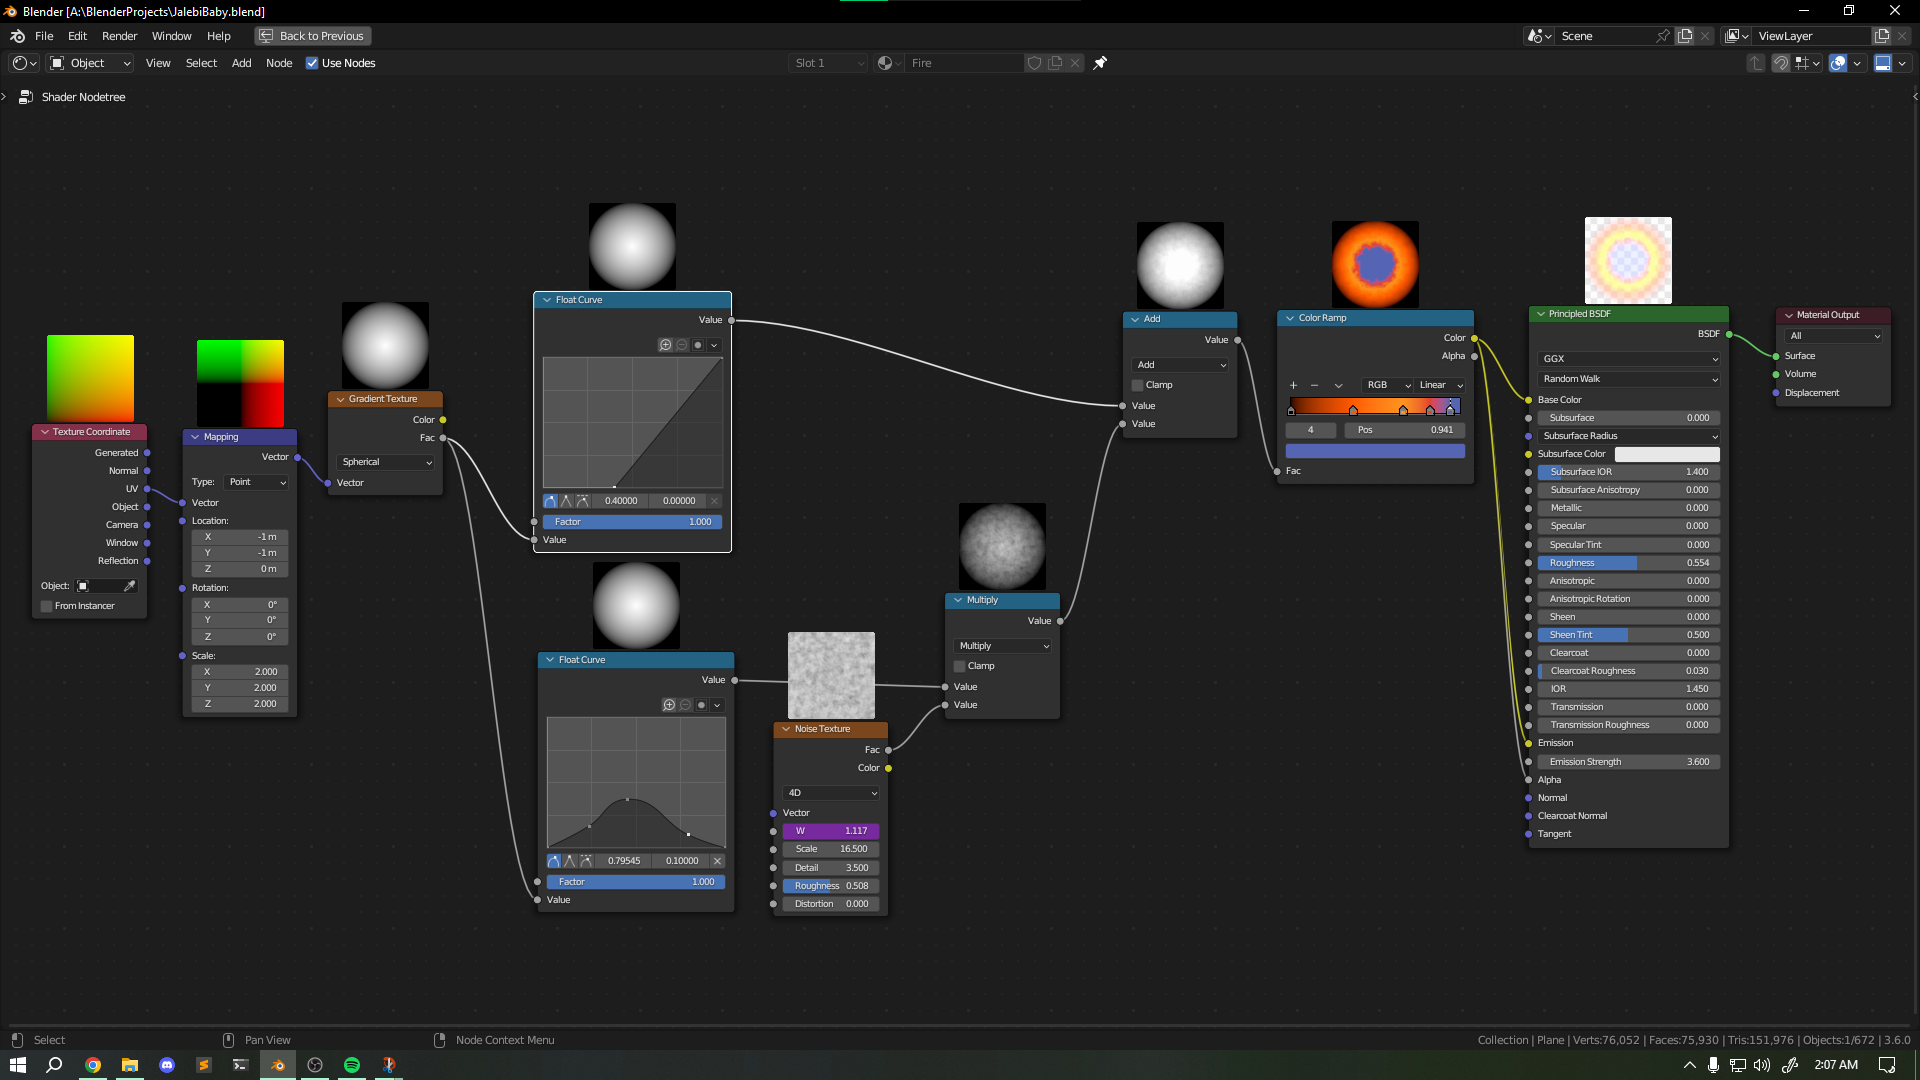 Blender [A:\BlenderProjects\JalebiBaby.blend]
File Edit Render Window Help Back to Previous Scene ViewLayer
Object View Select Add Node Use Nodes Slot 1 Fire
Shader Nodetree
Texture Coordinate
Generated
Normal
UV
Object
Camera
Window
Reflection
Object:
From Instancer
Mapping
Vector
Type: Point
Vector
Location:
X -1 m
Y -1 m
Z 0 m
Rotation:
X 0°
Y 0°
Z 0°
Scale:
X 2.000
Y 2.000
Z 2.000
Gradient Texture
Color
Fac
Spherical
Vector
Float Curve
Value
0.40000 0.00000
Factor 1.000
Value
Float Curve
Value
0.79545 0.10000
Factor 1.000
Value
Noise Texture
Fac
Color
4D
Vector
W 1.117
Scale 16.500
Detail 3.500
Roughness 0.508
Distortion 0.000
Multiply
Value
Multiply
Clamp
Value
Value
Add
Value
Add
Clamp
Value
Value
Color Ramp
Color
Alpha
RGB Linear
4 Pos 0.941
Fac
Principled BSDF
BSDF
GGX
Random Walk
Base Color
Subsurface 0.000
Subsurface Radius
Subsurface Color
Subsurface IOR 1.400
Subsurface Anisotropy 0.000
Metallic 0.000
Specular 0.000
Specular Tint 0.000
Roughness 0.554
Anisotropic 0.000
Anisotropic Rotation 0.000
Sheen 0.000
Sheen Tint 0.500
Clearcoat 0.000
Clearcoat Roughness 0.030
IOR 1.450
Transmission 0.000
Transmission Roughness 0.000
Emission
Emission Strength 3.600
Alpha
Normal
Clearcoat Normal
Tangent
Material Output
All
Surface
Volume
Displacement
Select Pan View Node Context Menu Collection | Plane | Verts:76,052 | Faces:75,930 | Tris:151,976 | Objects:1/672 | 3.6.0
2:07 AM